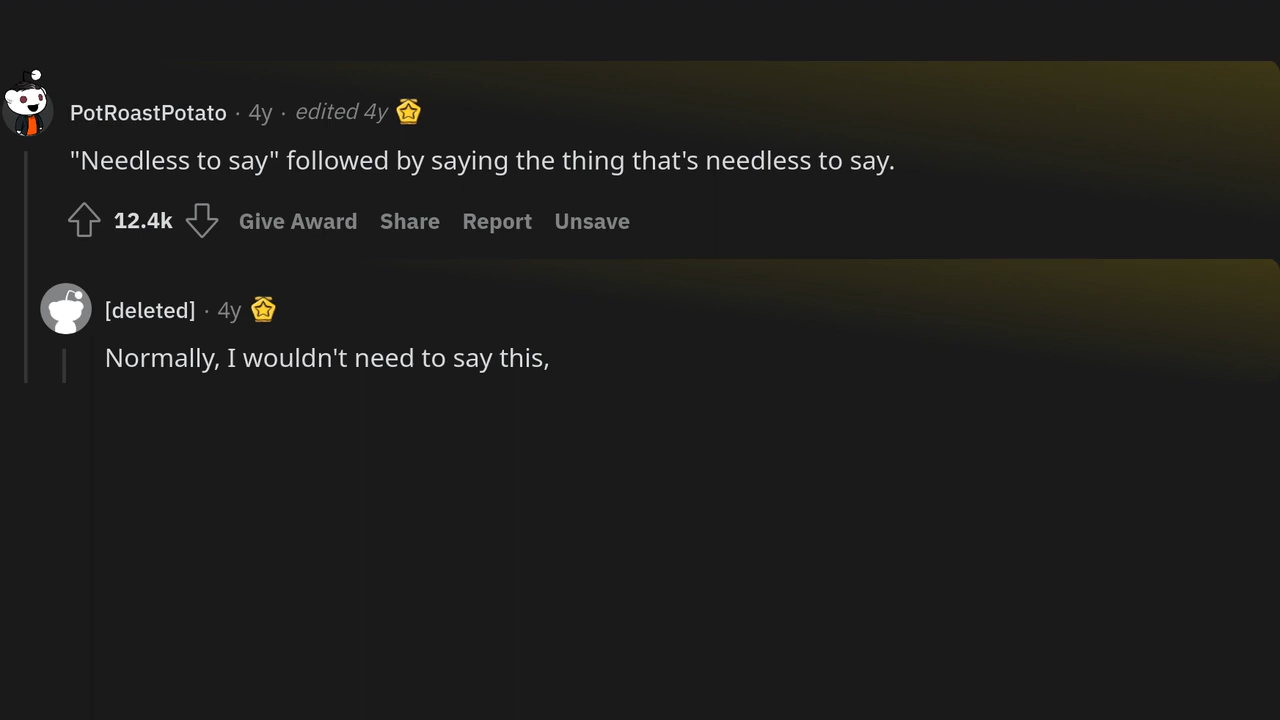 PotRoastPotato · 4y · edited 4y
"Needless to say" followed by saying the thing that's needless to say.
12.4k Give Award Share Report Unsave
[deleted] · 4y
Normally, I wouldn't need to say this,